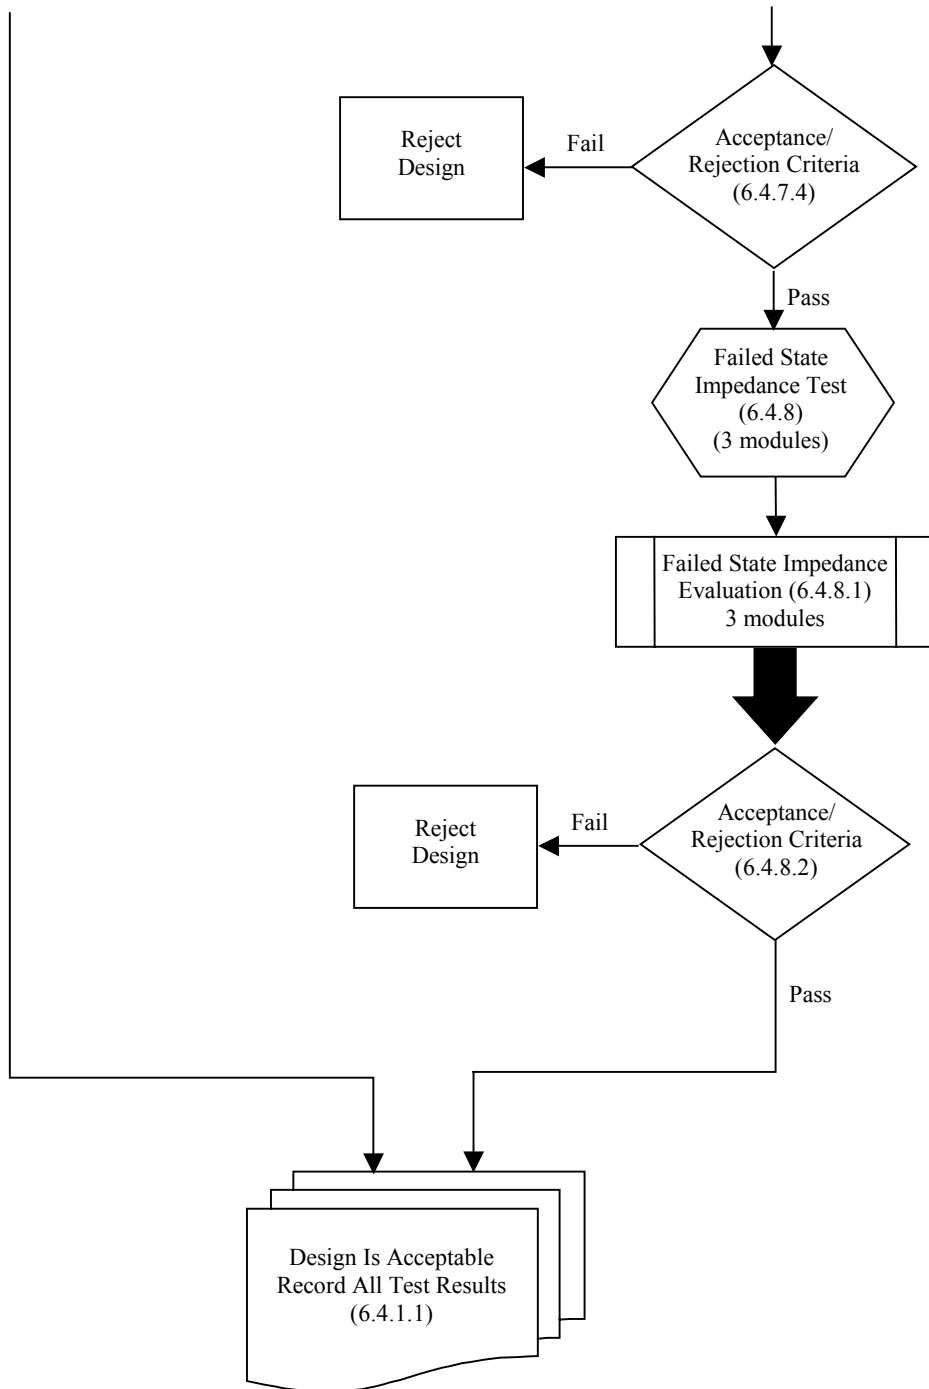 Acceptance/
Rejection Criteria
(6.4.7.4)
Fail
Reject
Design
Pass
Failed State
Impedance Test
(6.4.8)
(3 modules)
Failed State Impedance
Evaluation (6.4.8.1)
3 modules
Acceptance/
Rejection Criteria
(6.4.8.2)
Fail
Reject
Design
Pass
Design Is Acceptable
Record All Test Results
(6.4.1.1)